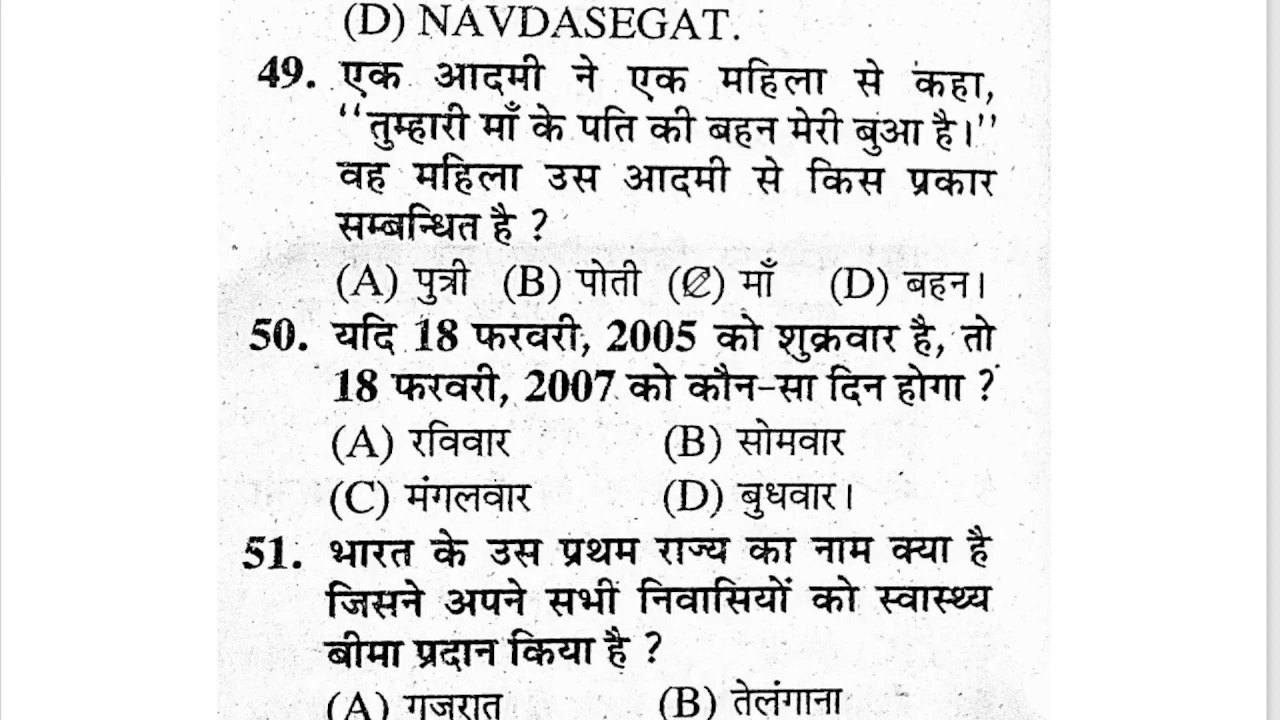 (D) NAVDASEGAT.
49. एक आदमी ने एक महिला से कहा,
‘‘तुम्हारी माँ के पति की बहन मेरी बुआ है।’’
वह महिला उस आदमी से किस प्रकार
सम्बन्धित है ?
(A) पुत्री (B) पोती (C) माँ (D) बहन।
50. यदि 18 फरवरी, 2005 को शुक्रवार है, तो
18 फरवरी, 2007 को कौन-सा दिन होगा ?
(A) रविवार (B) सोमवार
(C) मंगलवार (D) बुधवार।
51. भारत के उस प्रथम राज्य का नाम क्या है
जिसने अपने सभी निवासियों को स्वास्थ्य
बीमा प्रदान किया है ?
(A) गुजरात (B) तेलंगाना